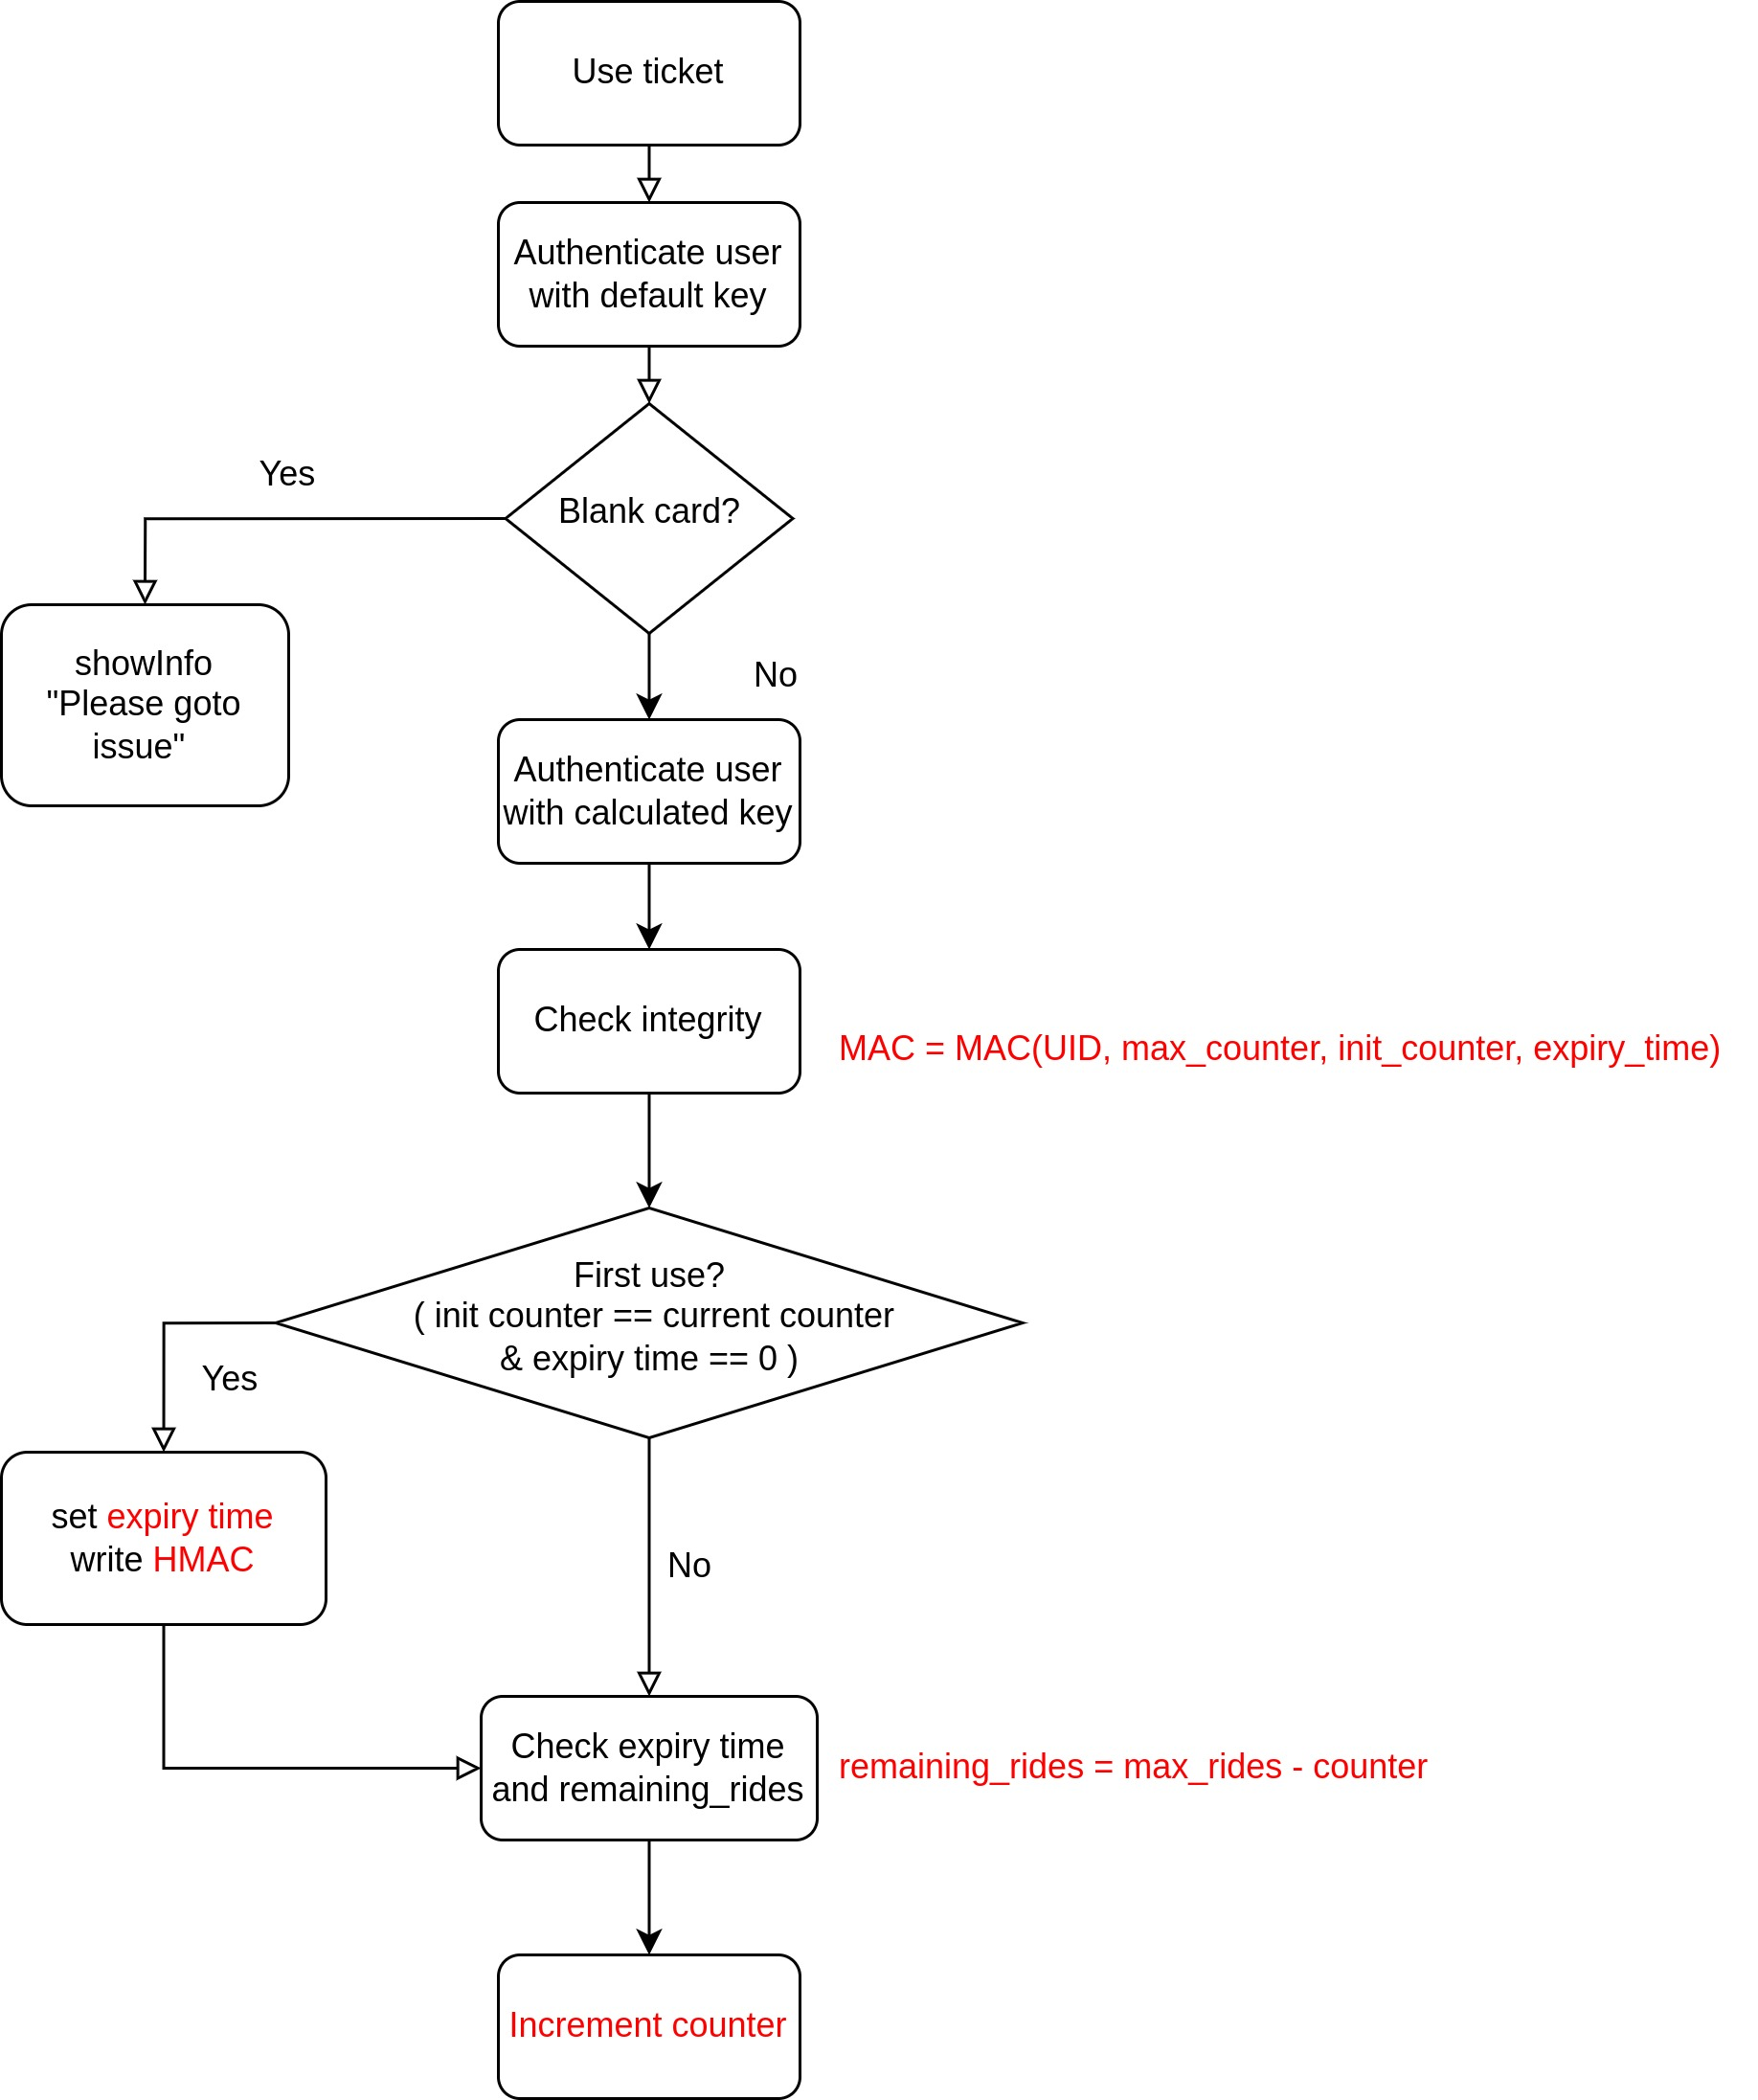 Use ticket
Authenticate user
with default key
Blank card?
Yes
showInfo
"Please goto
issue"
No
Authenticate user
with calculated key
Check integrity
MAC = MAC(UID, max_counter, init_counter, expiry_time)
First use?
( init counter == current counter
& expiry time == 0 )
Yes
set expiry time
write HMAC
No
Check expiry time
and remaining_rides
remaining_rides = max_rides - counter
Increment counter